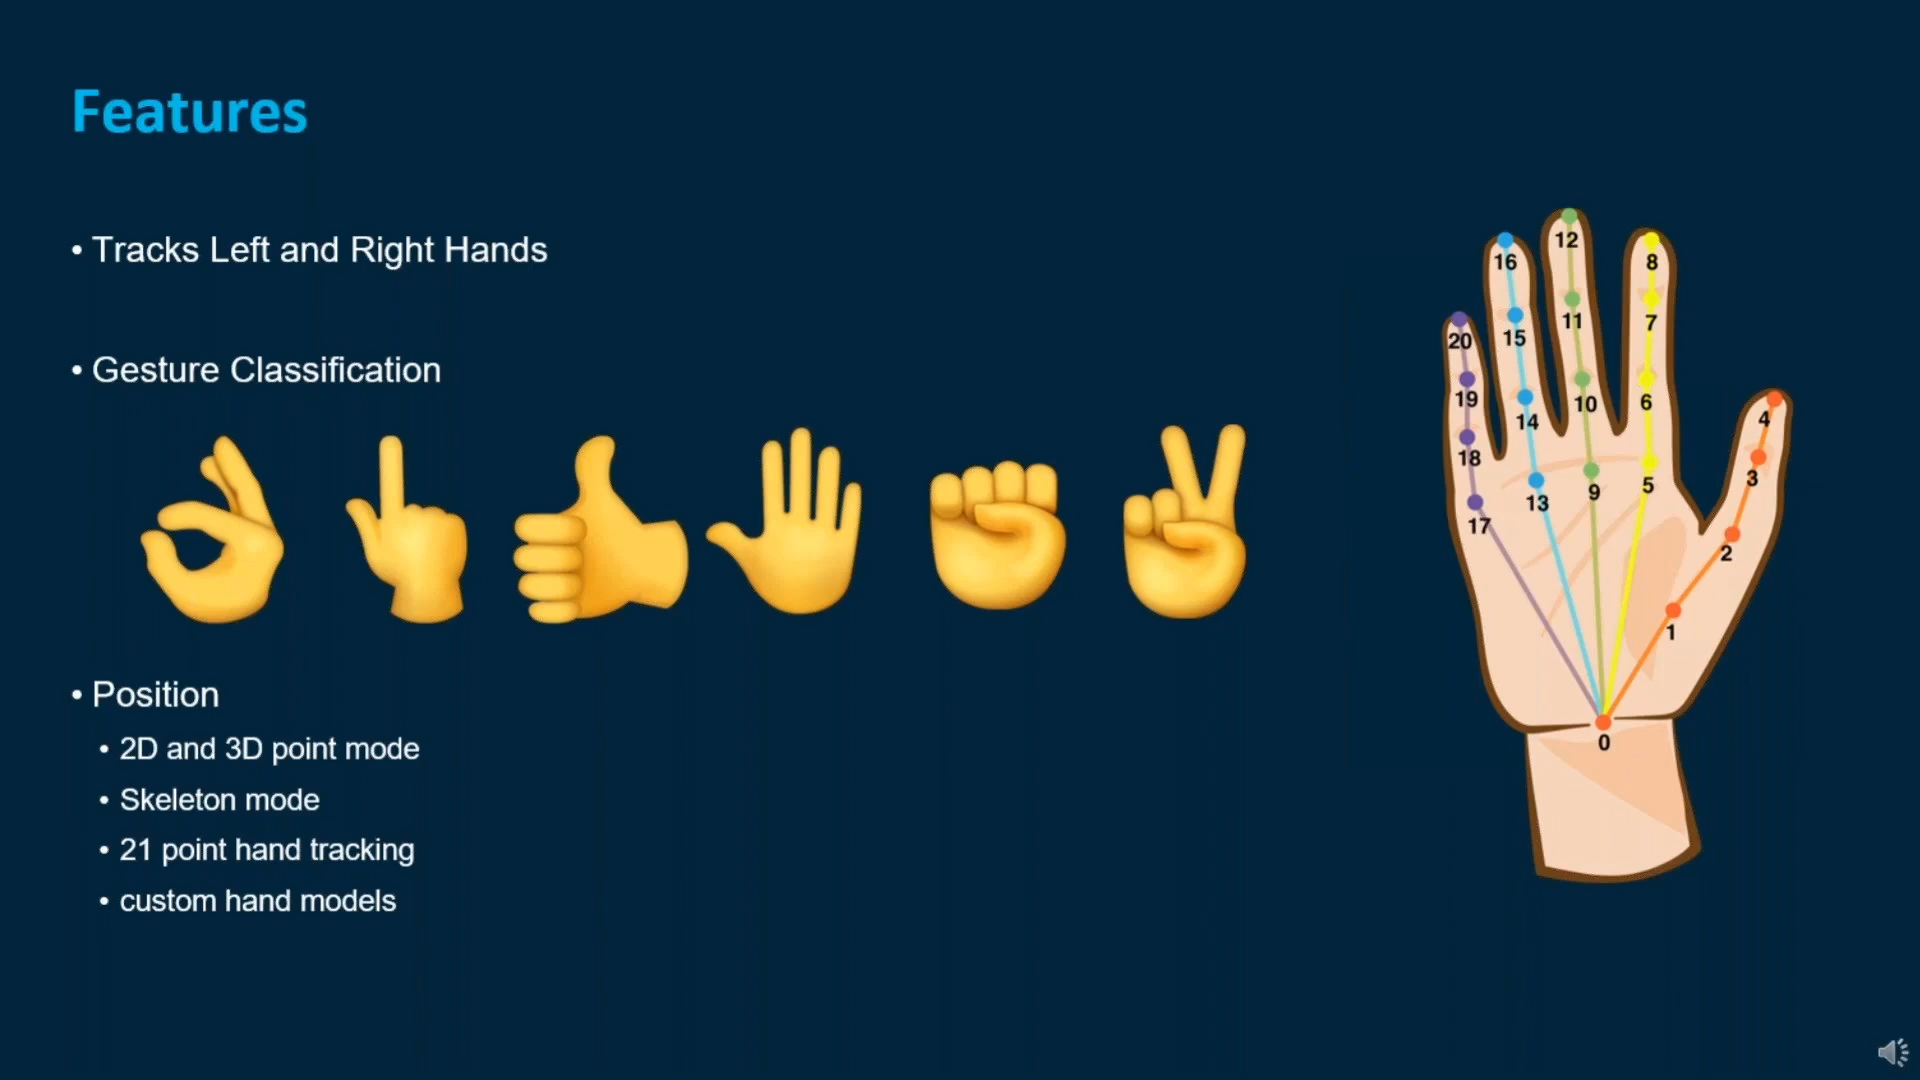 Features
• Tracks Left and Right Hands
• Gesture Classification
• Position
• 2D and 3D point mode
• Skeleton mode
• 21 point hand tracking
• custom hand models
12
16
8
11
7
15
20
19
10
6
4
14
18
3
5
9
13
17
2
1
0